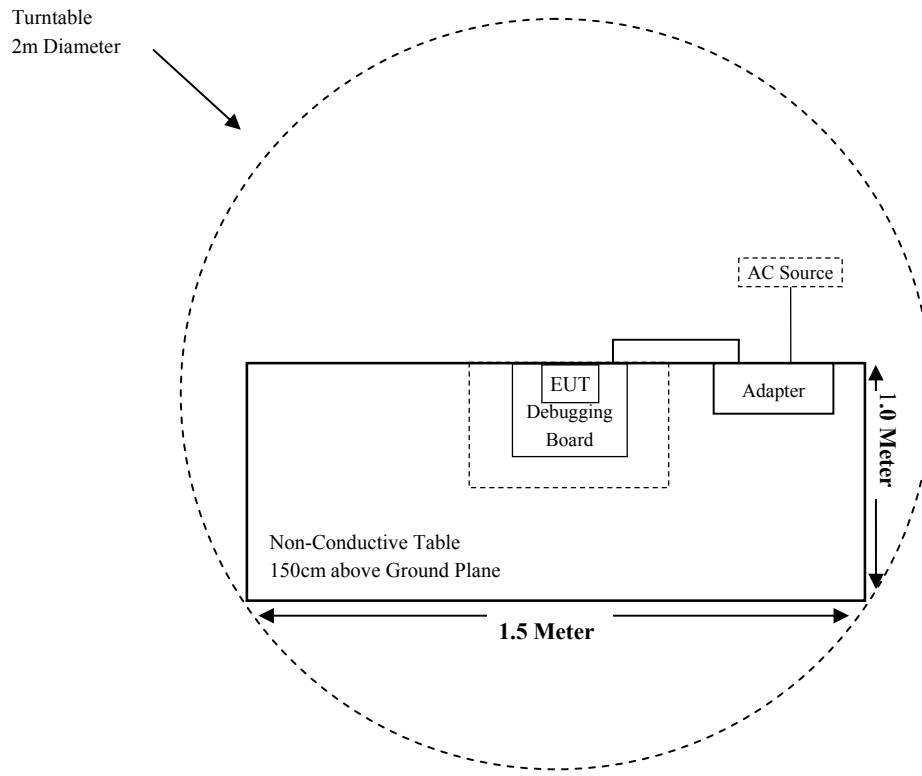 Turntable
2m Diameter
AC Source
EUT
Debugging
Board
Adapter
1.0 Meter
Non-Conductive Table
150cm above Ground Plane
1.5 Meter